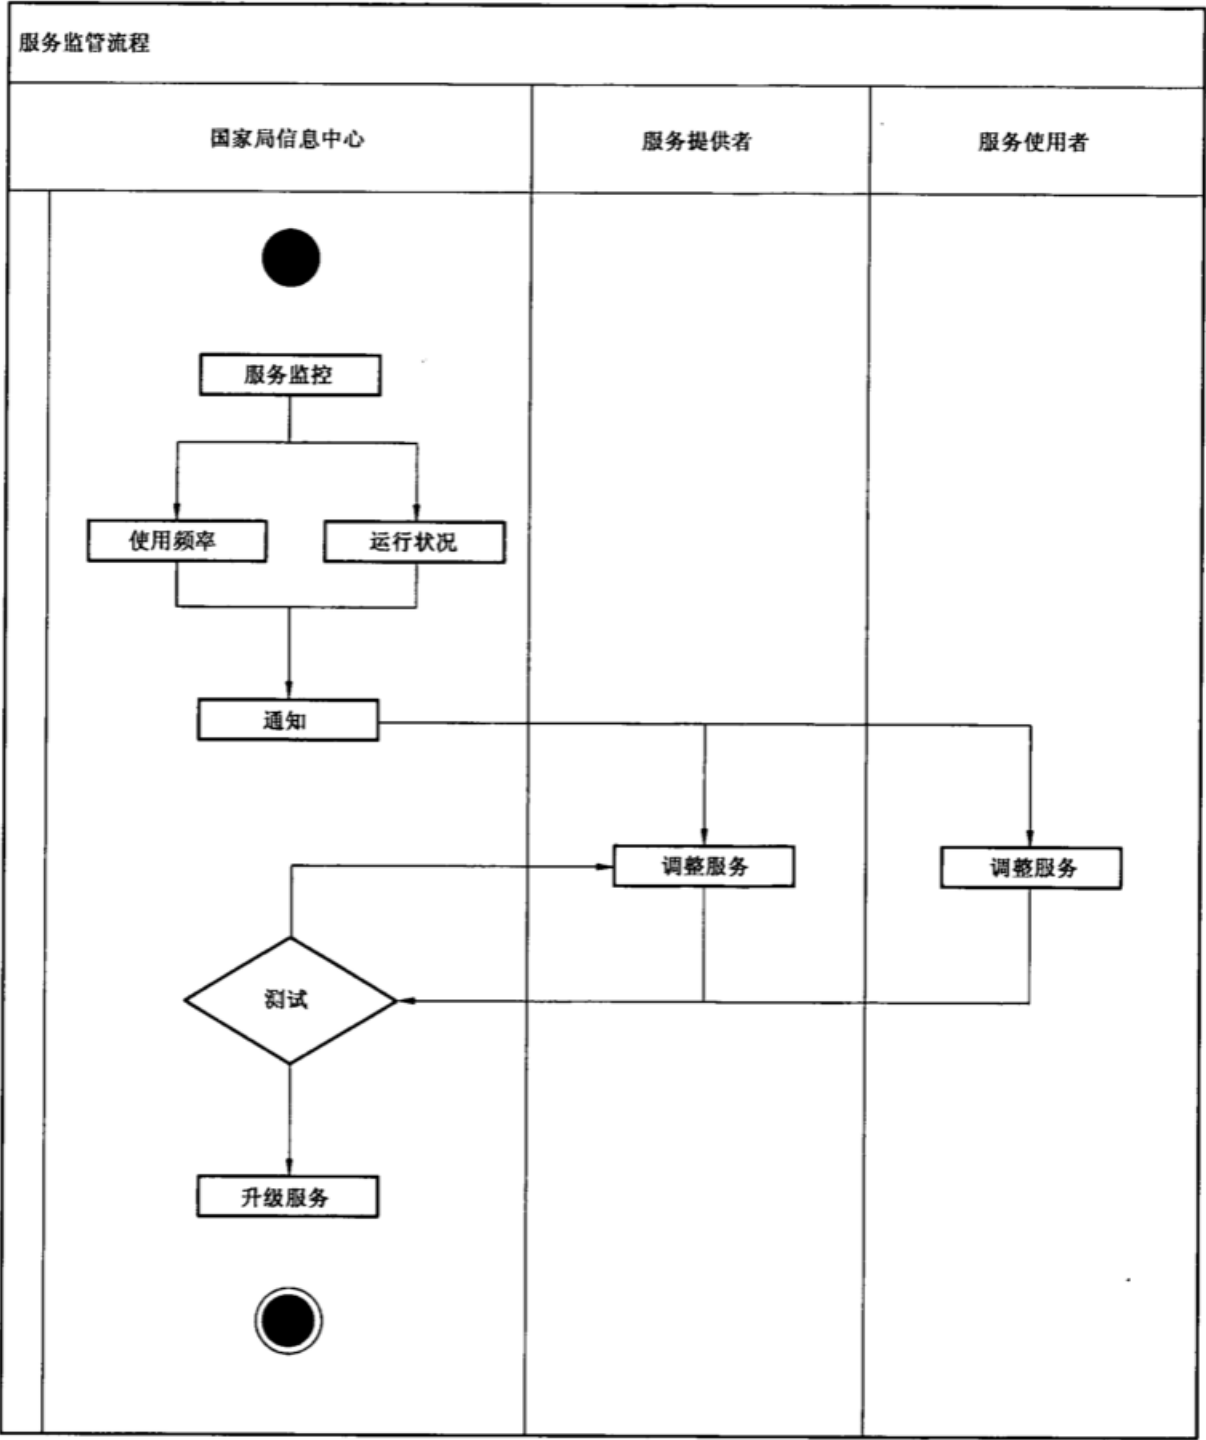 服务监管流程
国家局信息中心
服务提供者
服务使用者
服务监控
使用频率
运行状况
通知
调整服务
调整服务
测试
升级服务